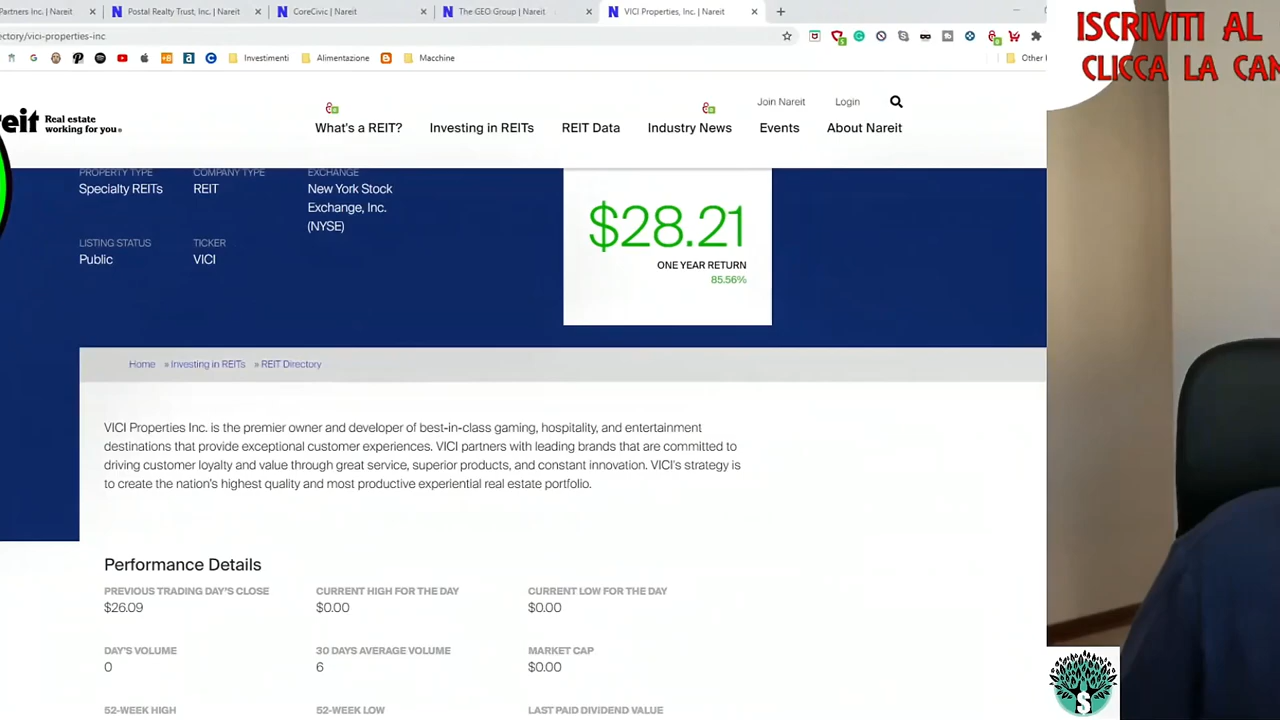 Partners Inc. | Nareit
Postal Realty Trust, Inc. | Nareit
CoreCivic | Nareit
The GEO Group | Nareit
VICI Properties, Inc. | Nareit
ectory/vici-properties-inc
Investimenti
Alimentazione
Macchine
Other
ISCRIVITI AL
CLICCA LA CAN
eit Real estate
working for you.
Join Nareit
Login
What's a REIT?
Investing in REITs
REIT Data
Industry News
Events
About Nareit
PROPERTY TYPE
Specialty REITs
COMPANY TYPE
REIT
EXCHANGE
New York Stock
Exchange, Inc.
(NYSE)
LISTING STATUS
Public
TICKER
VICI
$28.21
ONE YEAR RETURN
85.56%
Home » Investing in REITs » REIT Directory
VICI Properties Inc. is the premier owner and developer of best-in-class gaming, hospitality, and entertainment
destinations that provide exceptional customer experiences. VICI partners with leading brands that are committed to
driving customer loyalty and value through great service, superior products, and constant innovation. VICI's strategy is
to create the nation's highest quality and most productive experiential real estate portfolio.
Performance Details
PREVIOUS TRADING DAY'S CLOSE
$26.09
CURRENT HIGH FOR THE DAY
$0.00
CURRENT LOW FOR THE DAY
$0.00
DAY'S VOLUME
0
30 DAYS AVERAGE VOLUME
6
MARKET CAP
$0.00
52-WEEK HIGH
52-WEEK LOW
LAST PAID DIVIDEND VALUE